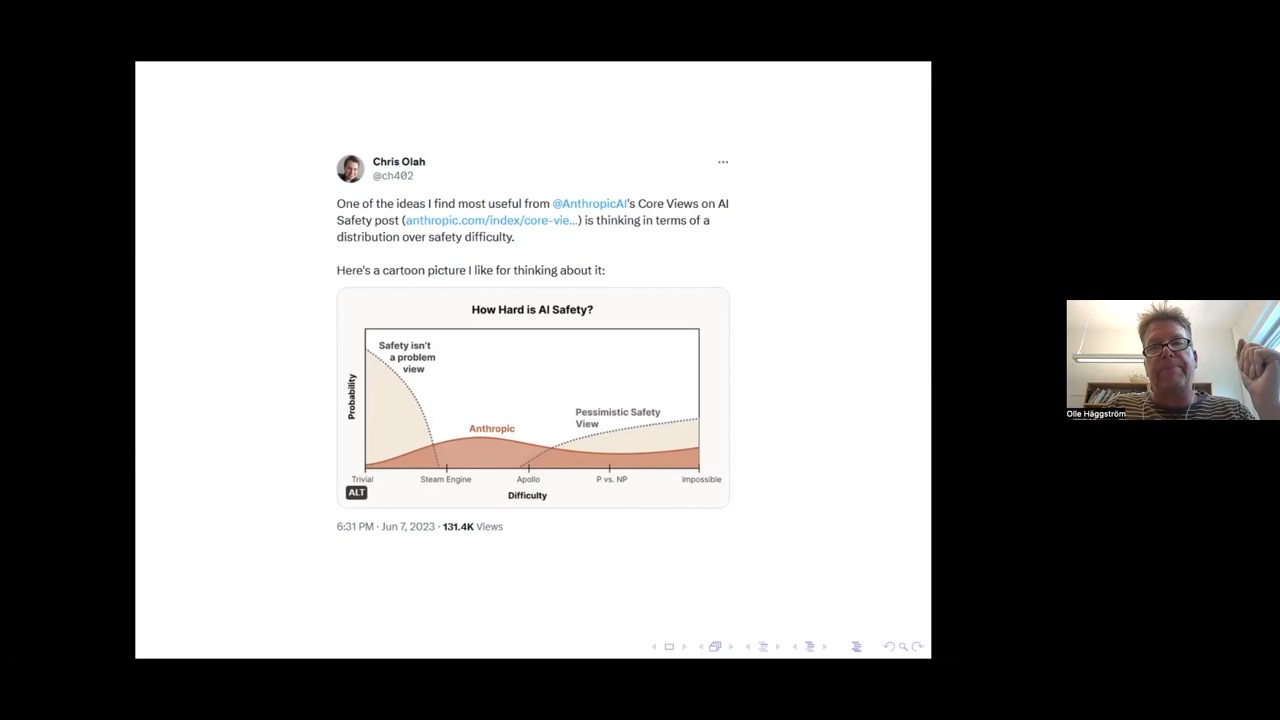 Chris Olah
@ch402
...
One of the ideas I find most useful from @AnthropicAI's Core Views on AI
Safety post (anthropic.com/index/core-vie...) is thinking in terms of a
distribution over safety difficulty.
Here's a cartoon picture I like for thinking about it:
How Hard is AI Safety?
Safety isn't
a problem
view
Probability
Anthropic
Pessimistic Safety
View
Trivial
Steam Engine
Apollo
P vs. NP
Impossible
ALT
Difficulty
6:31 PM · Jun 7, 2023 · 131.4K Views
Olle Häggström